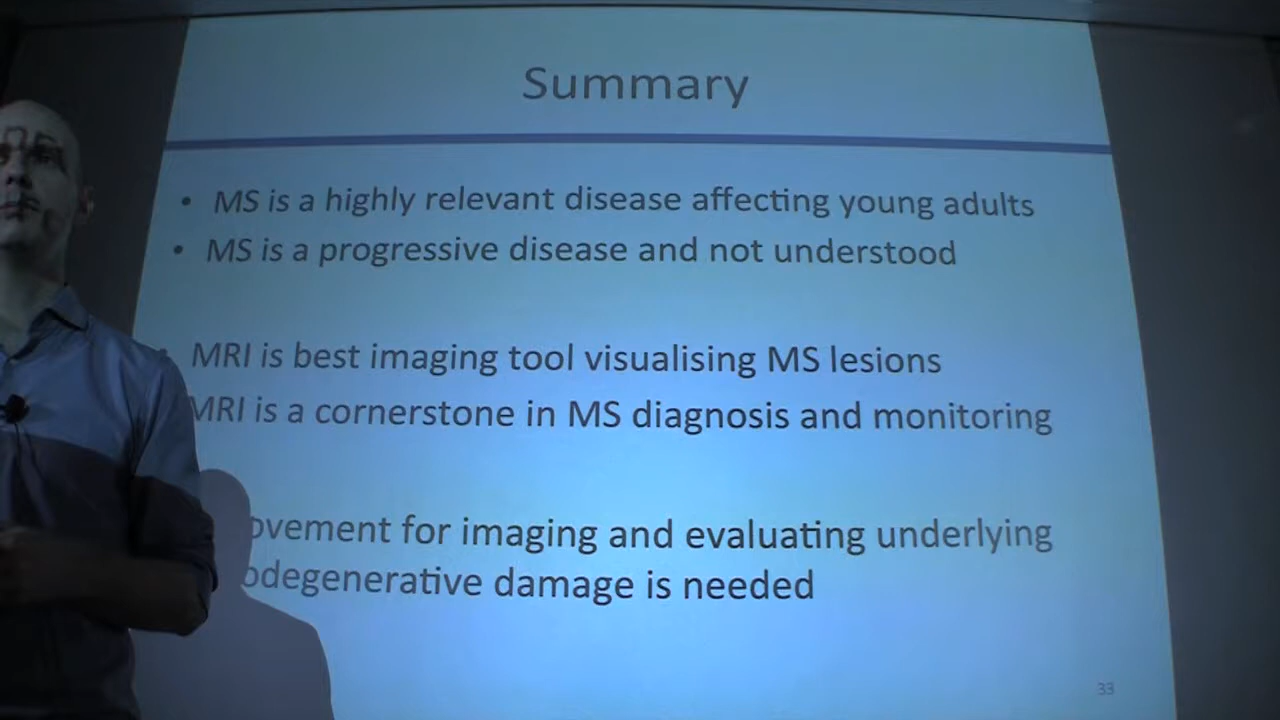 Summary
• MS is a highly relevant disease affecting young adults
• MS is a progressive disease and not understood
MRI is best imaging tool visualising MS lesions
MRI is a cornerstone in MS diagnosis and monitoring
ovement for imaging and evaluating underlying
odegenerative damage is needed
33